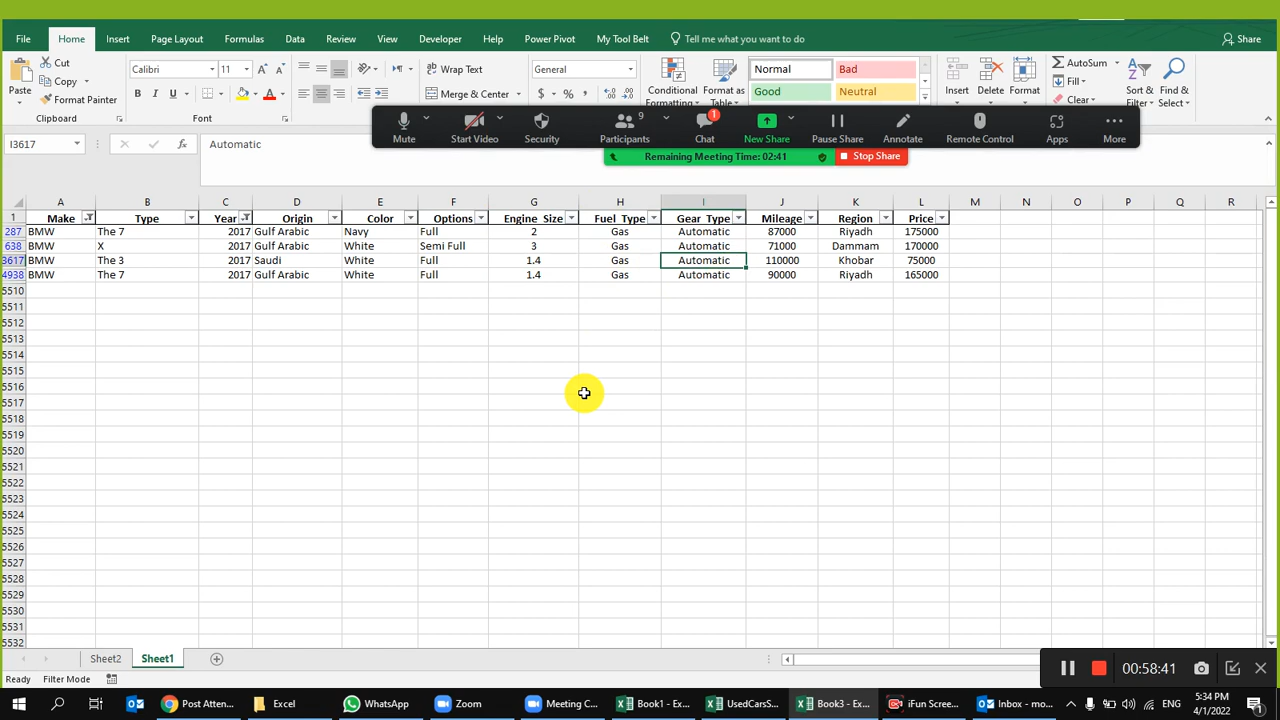 File Home Insert Page Layout Formulas Data Review View Developer Help Power Pivot My Tool Belt Tell me what you want to do Share
Paste Cut Calibri 11 Wrap Text General Conditional Formatting Format as Table Normal Bad Insert Delete Format AutoSum Sort & Filter Find & Select
Copy Merge & Center Good Neutral Fill
Format Painter Clear
Clipboard Font
Mute Start Video Security Participants 9 Chat 1 New Share Pause Share Annotate Remote Control Apps More
I3617 Automatic
Remaining Meeting Time: 02:41 Stop Share
A B C D E F G H I J K L M N O P Q R
1 Make Type Year Origin Color Options Engine_Size Fuel_Type Gear_Type Mileage Region Price
287 BMW The 7 2017 Gulf Arabic Navy Full 2 Gas Automatic 87000 Riyadh 175000
638 BMW X 2017 Gulf Arabic White Semi Full 3 Gas Automatic 71000 Dammam 170000
3617 BMW The 3 2017 Saudi White Full 1.4 Gas Automatic 110000 Khobar 75000
4938 BMW The 7 2017 Gulf Arabic White Full 1.4 Gas Automatic 90000 Riyadh 165000
5510
5511
5512
5513
5514
5515
5516
5517
5518
5519
5520
5521
5522
5523
5524
5525
5526
5527
5528
5529
5530
5531
5532
Sheet2 Sheet1
00:58:41
Ready Filter Mode
Post Atten... Excel WhatsApp Zoom Meeting C... Book1 - Ex... UsedCarsS... Book3 - Ex... iFun Scree... Inbox - mo... ENG 5:34 PM
4/1/2022